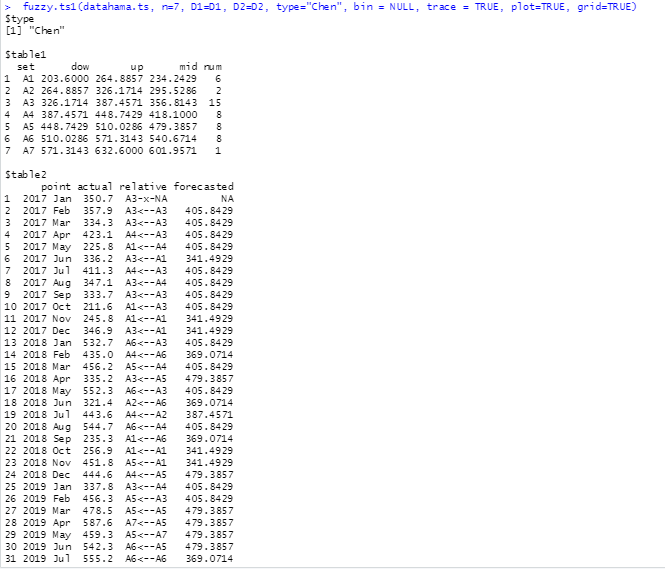 >  fuzzy.ts1(datahama.ts, n=7, D1=D1, D2=D2, type="Chen", bin = NULL, trace = TRUE, plot=TRUE, grid=TRUE)
$type
[1] "Chen"

$table1
  set      dow       up      mid num
1  A1 203.6000 264.8857 234.2429   6
2  A2 264.8857 326.1714 295.5286   2
3  A3 326.1714 387.4571 356.8143  15
4  A4 387.4571 448.7429 418.1000   8
5  A5 448.7429 510.0286 479.3857   8
6  A6 510.0286 571.3143 540.6714   8
7  A7 571.3143 632.6000 601.9571   1

$table2
      point actual relative forecasted
1  2017 Jan  350.7  A3-x-NA         NA
2  2017 Feb  357.9  A3<--A3   405.8429
3  2017 Mar  334.3  A3<--A3   405.8429
4  2017 Apr  423.1  A4<--A3   405.8429
5  2017 May  225.8  A1<--A4   405.8429
6  2017 Jun  336.2  A3<--A1   341.4929
7  2017 Jul  411.3  A4<--A3   405.8429
8  2017 Aug  347.1  A3<--A4   405.8429
9  2017 Sep  333.7  A3<--A3   405.8429
10 2017 Oct  211.6  A1<--A3   405.8429
11 2017 Nov  245.8  A1<--A1   341.4929
12 2017 Dec  346.9  A3<--A1   341.4929
13 2018 Jan  532.7  A6<--A3   405.8429
14 2018 Feb  435.0  A4<--A6   369.0714
15 2018 Mar  456.2  A5<--A4   405.8429
16 2018 Apr  335.2  A3<--A5   479.3857
17 2018 May  552.3  A6<--A3   405.8429
18 2018 Jun  321.4  A2<--A6   369.0714
19 2018 Jul  443.6  A4<--A2   387.4571
20 2018 Aug  544.7  A6<--A4   405.8429
21 2018 Sep  235.3  A1<--A6   369.0714
22 2018 Oct  256.9  A1<--A1   341.4929
23 2018 Nov  451.8  A5<--A1   341.4929
24 2018 Dec  444.6  A4<--A5   479.3857
25 2019 Jan  337.8  A3<--A4   405.8429
26 2019 Feb  456.3  A5<--A3   405.8429
27 2019 Mar  478.5  A5<--A5   479.3857
28 2019 Apr  587.6  A7<--A5   479.3857
29 2019 May  459.3  A5<--A7   479.3857
30 2019 Jun  542.3  A6<--A5   479.3857
31 2019 Jul  555.2  A6<--A6   369.0714